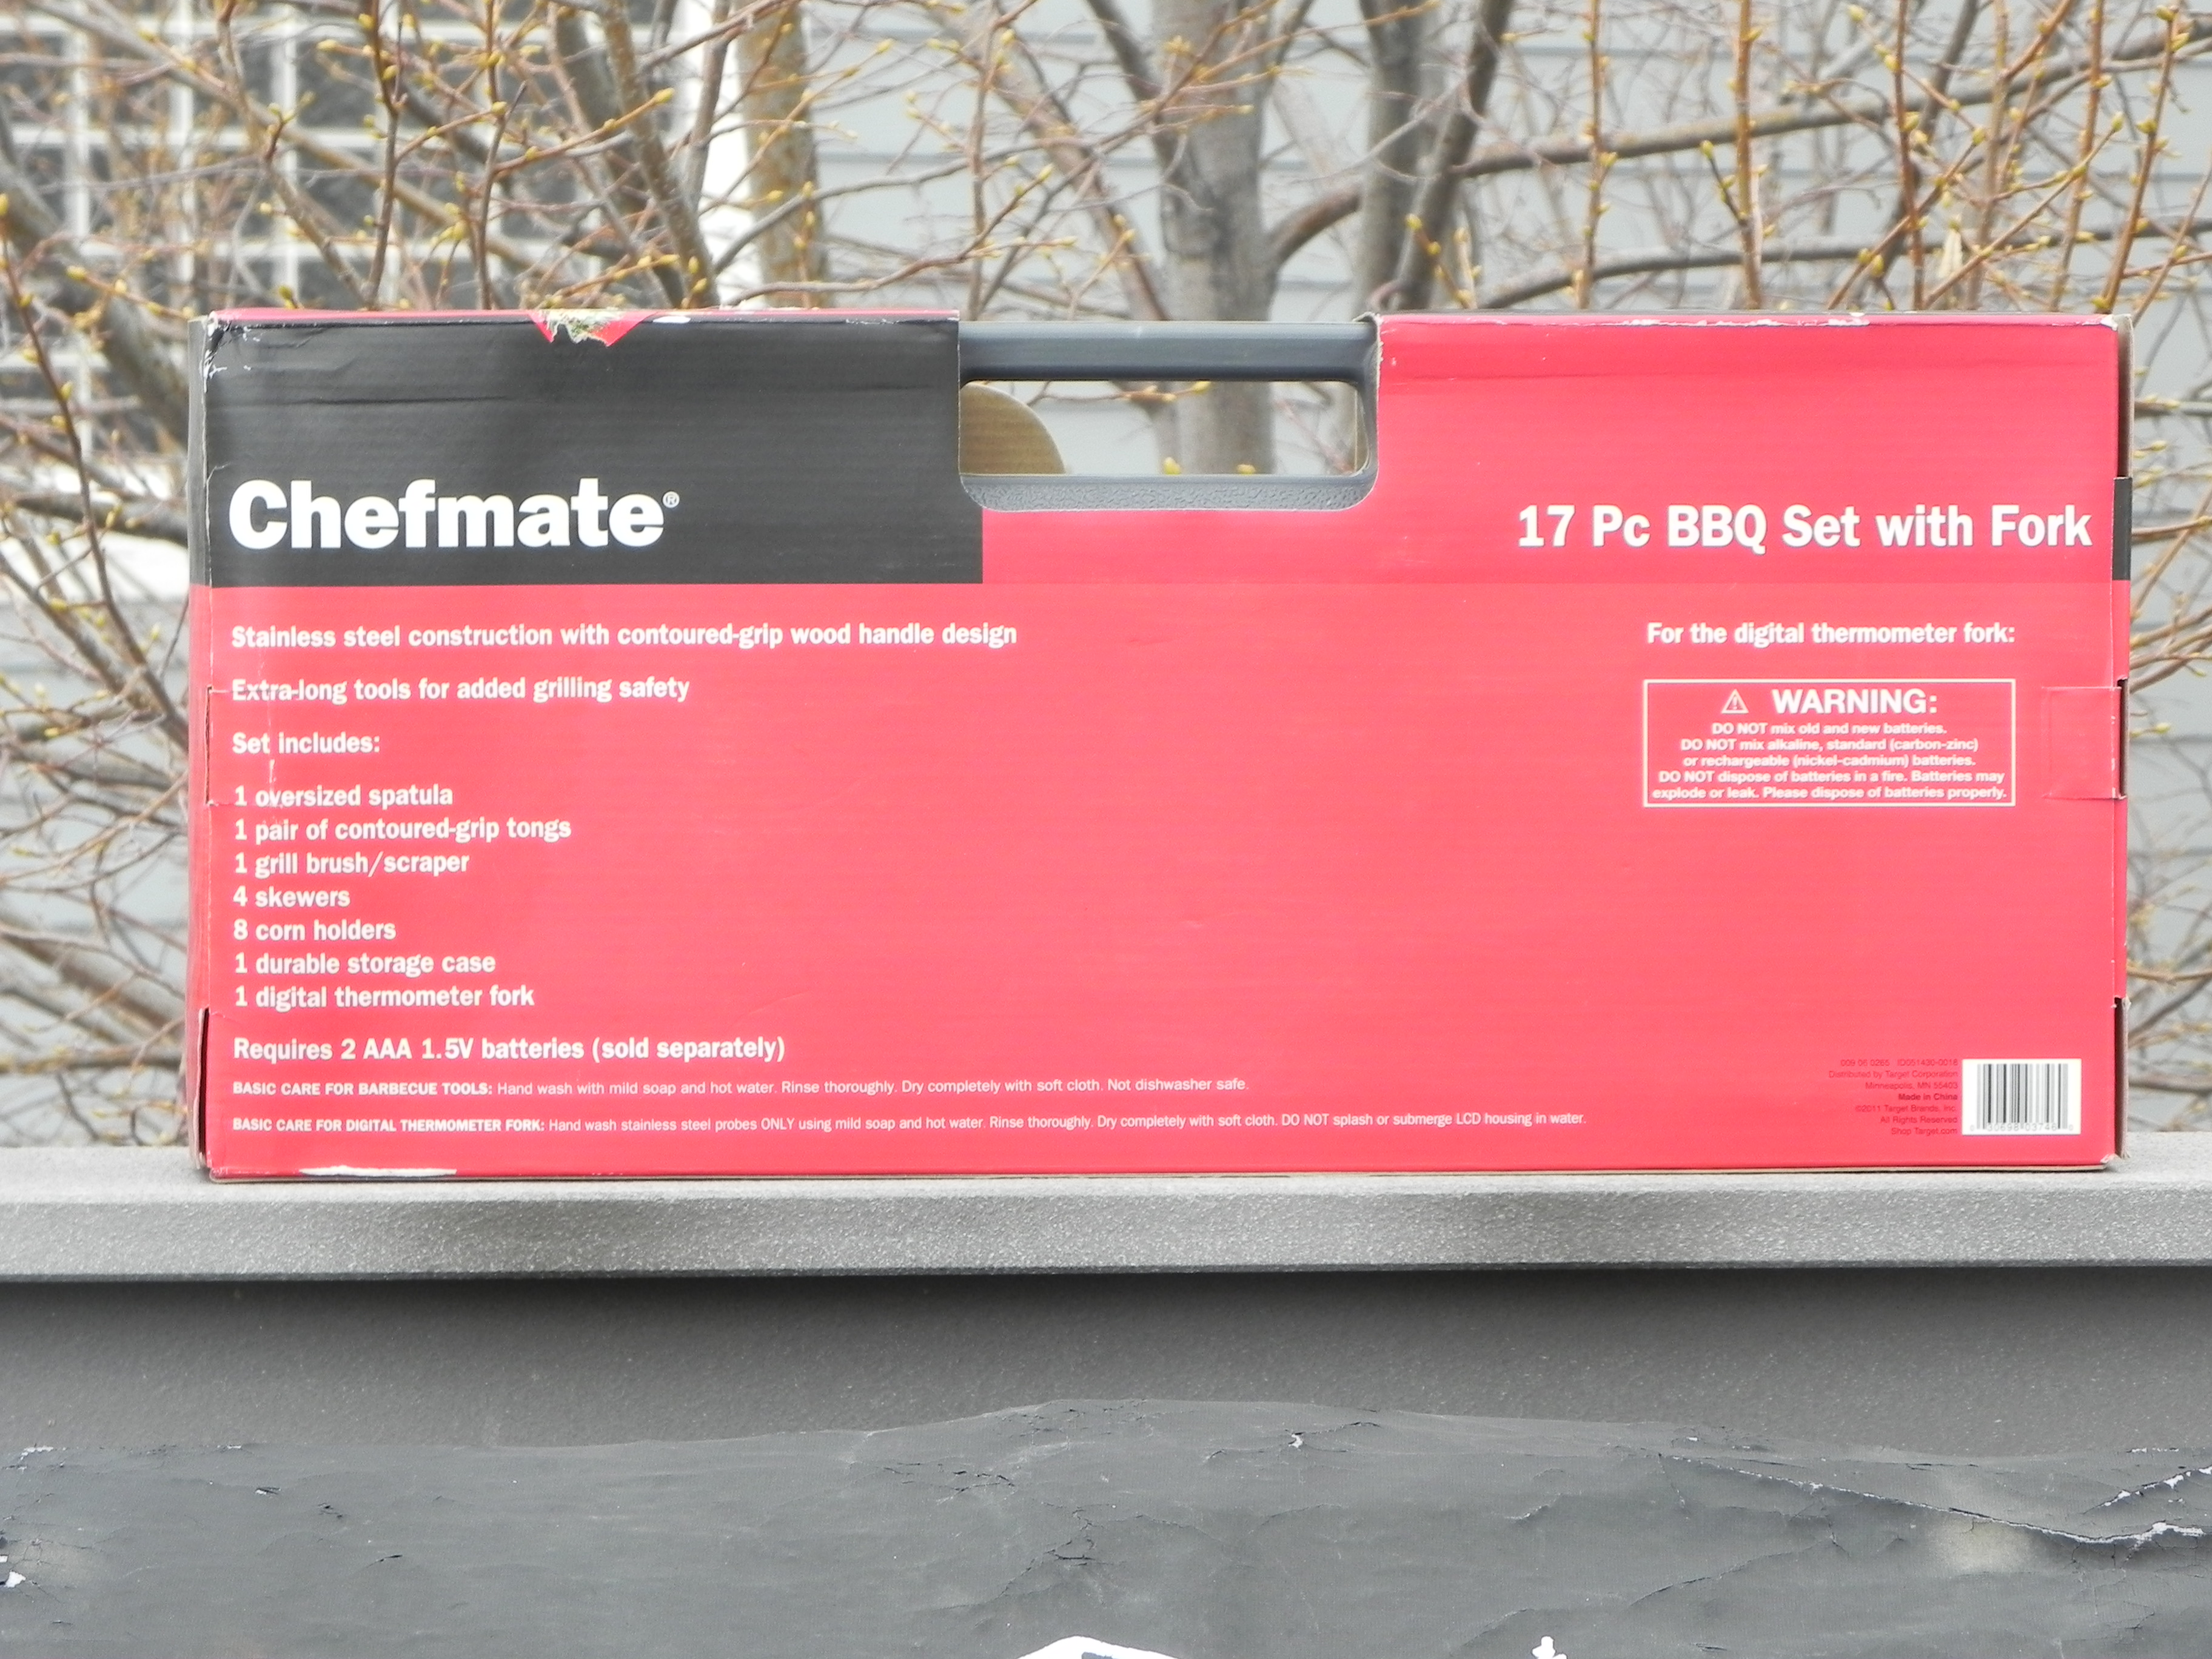 Chefmate®
17 Pc BBQ Set with Fork
Stainless steel construction with contoured-grip wood handle design
Extra-long tools for added grilling safety
Set includes:
1 oversized spatula
1 pair of contoured-grip tongs
1 grill brush/scraper
4 skewers
8 corn holders
1 durable storage case
1 digital thermometer fork
Requires 2 AAA 1.5V batteries (sold separately)
BASIC CARE FOR BARBECUE TOOLS: Hand wash with mild soap and hot water. Rinse thoroughly. Dry completely with soft cloth. Not dishwasher safe.
BASIC CARE FOR DIGITAL THERMOMETER FORK: Hand wash stainless steel probes ONLY using mild soap and hot water. Rinse thoroughly. Dry completely with soft cloth. DO NOT splash or submerge LCD housing in water.
For the digital thermometer fork:
WARNING:
DO NOT mix old and new batteries.
DO NOT mix alkaline, standard (carbon-zinc)
or rechargeable (nickel-cadmium) batteries.
DO NOT dispose of batteries in a fire. Batteries may
explode or leak. Please dispose of batteries properly.
Distributed by Target Corporation
Minneapolis, MN 55403
Made in China
©2011 Target Brands, Inc.
All Rights Reserved
Shop Target.com